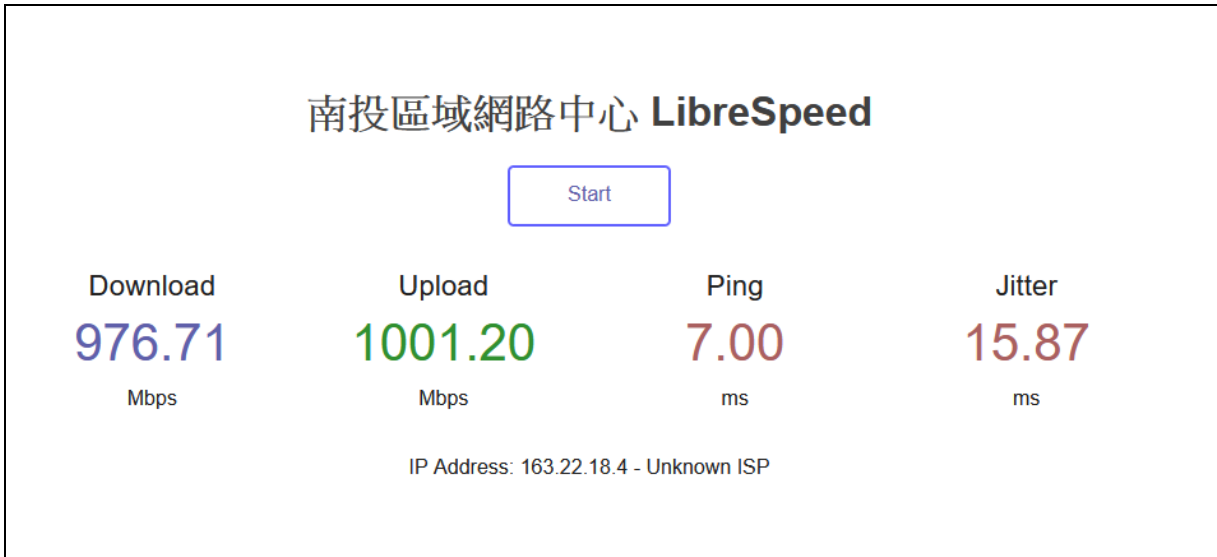 南投區域網路中心 LibreSpeed
Start
Download Upload Ping Jitter
976.71 1001.20 7.00 15.87
Mbps Mbps ms ms
IP Address: 163.22.18.4 - Unknown ISP